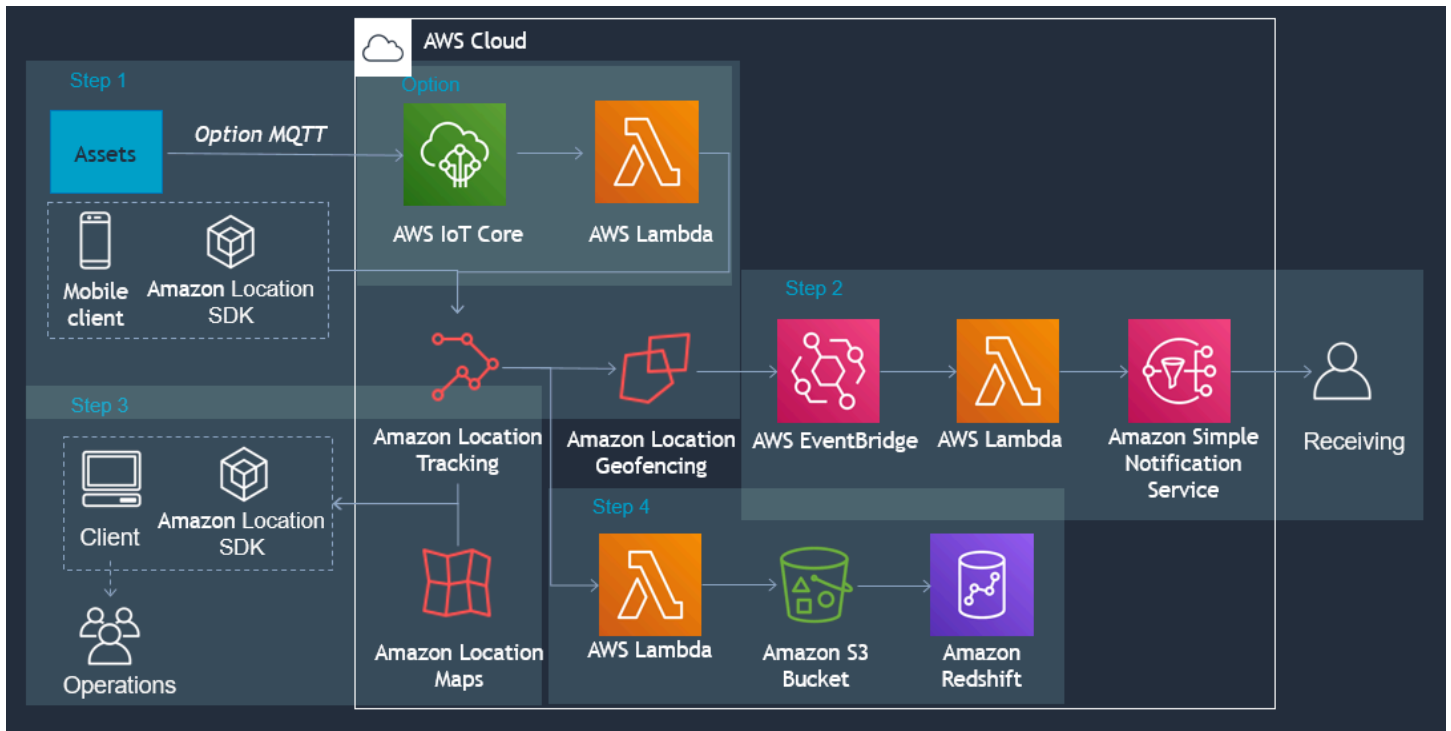 AWS Cloud
Step 1
Option
Assets
Option MQTT
AWS IoT Core
AWS Lambda
Mobile
client
Amazon Location
SDK
Step 2
Step 3
Amazon Location
Tracking
Amazon Location
Geofencing
AWS EventBridge
AWS Lambda
Amazon Simple
Notification
Service
Receiving
Client
Amazon Location
SDK
Step 4
Operations
Amazon Location
Maps
AWS Lambda
Amazon S3
Bucket
Amazon
Redshift